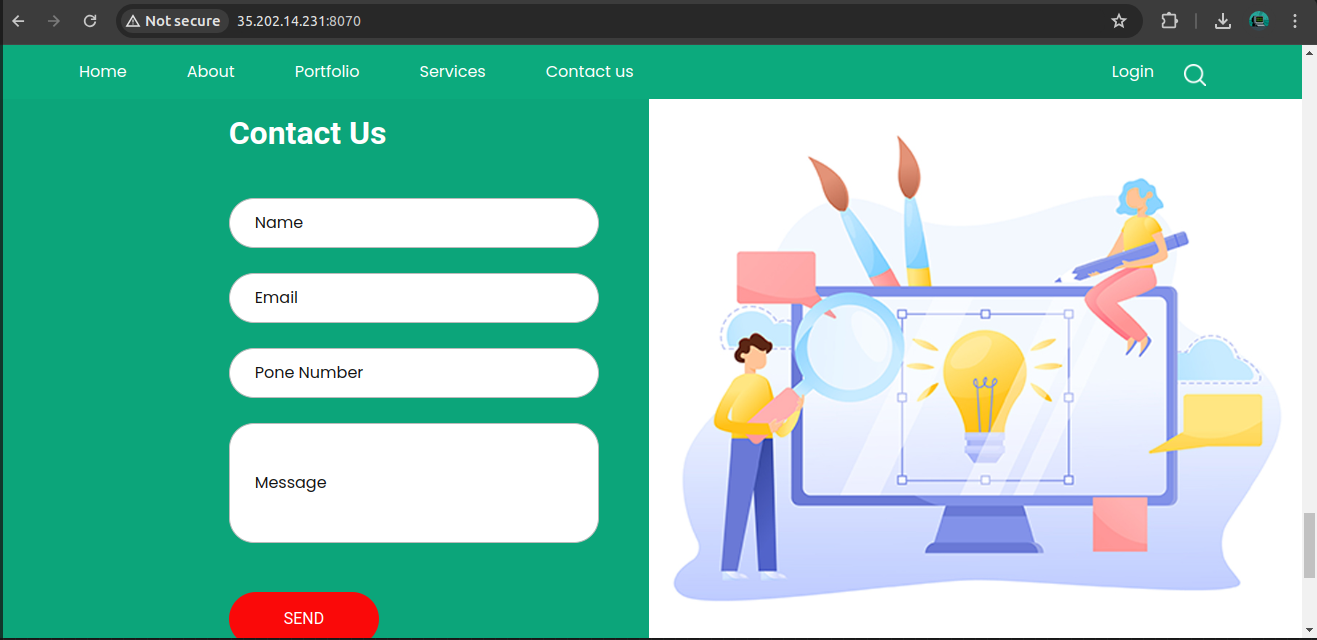 Not secure 35.202.14.231:8070
Home About Portfolio Services Contact us Login
Contact Us
Name
Email
Pone Number
Message
SEND